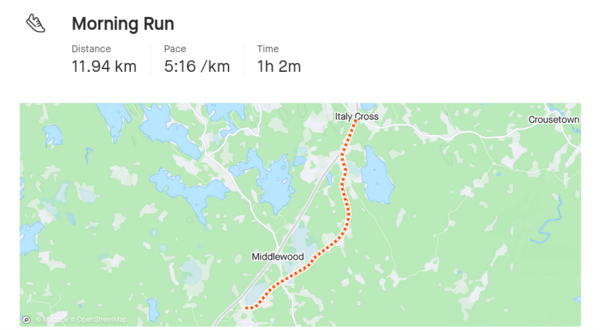 Morning Run
Distance Pace Time
11.94 km 5:16 /km 1h 2m
Italy Cross
Crousetown
Middlewood
© Mapbox © OpenStreetMap